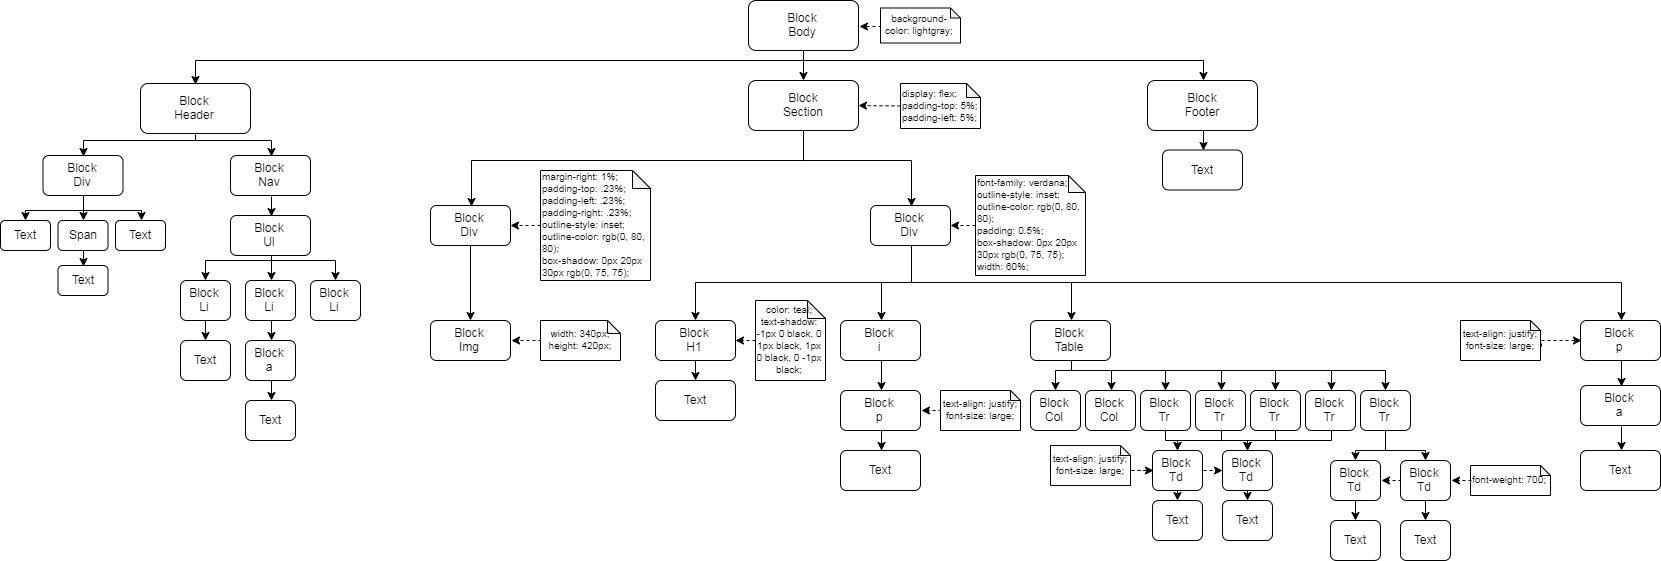 Block
Body
background-
color: lightgray;
Block
Header
Block
Section
display: flex;
padding-top: 5%;
padding-left: 5%;
Block
Footer
Block
Div
Block
Nav
Text
Text
Span
Text
Text
Block
Ul
Block
Li
Block
Li
Block
Li
Text
Block
a
Text
Block
Div
margin-right: 1%;
padding-top: .23%;
padding-left: .23%;
padding-right: .23%;
outline-style: inset;
outline-color: rgb(0, 80,
80);
box-shadow: 0px 20px
30px rgb(0, 75, 75);
Block
Img
width: 340px;
height: 420px;
Block
Div
font-family: verdana;
outline-style: inset;
outline-color: rgb(0, 80,
80);
padding: 0.5%;
box-shadow: 0px 20px
30px rgb(0, 75, 75);
width: 60%;
Block
H1
color: teal;
text-shadow:
-1px 0 black, 0
1px black, 1px
0 black, 0 -1px
black;
Text
Block
i
Block
p
text-align: justify;
font-size: large;
Text
Block
Table
Block
Col
Block
Col
Block
Tr
Block
Tr
Block
Tr
Block
Tr
Block
Tr
text-align: justify;
font-size: large;
Block
Td
Block
Td
Text
Text
Block
Td
Block
Td
font-weight: 700;
Text
Text
text-align: justify;
font-size: large;
Block
p
Block
a
Text